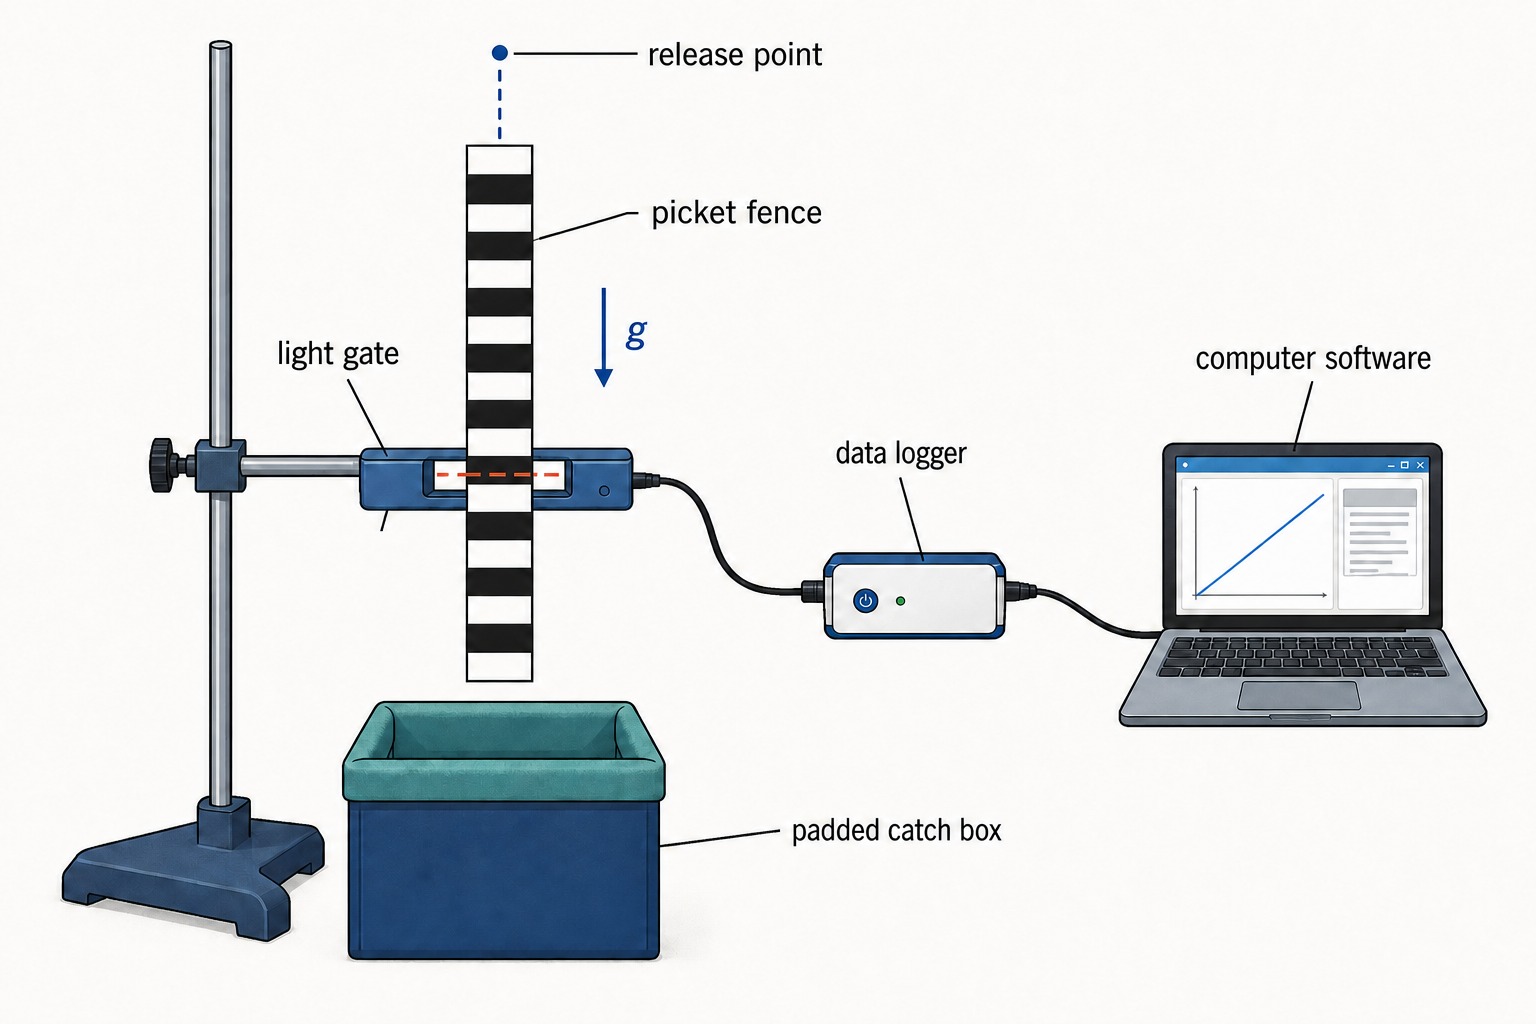 release point
picket fence
g
light gate
computer software
data logger
padded catch box